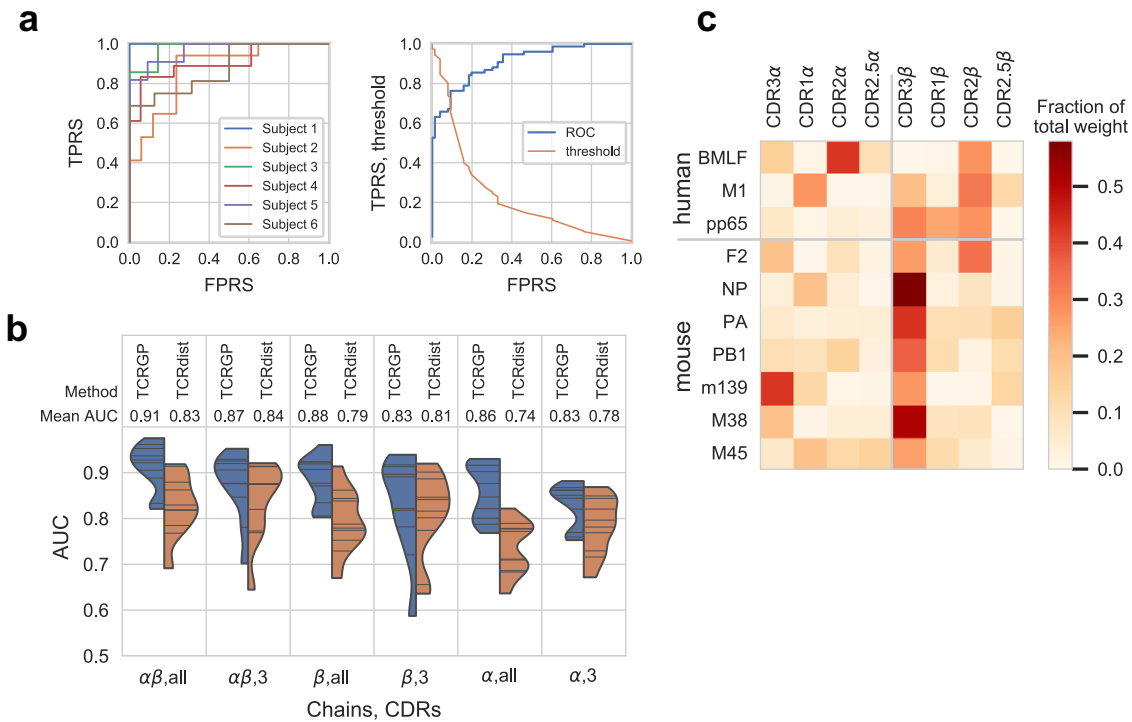 a
TPRS
1.0
0.8
0.6
0.4
0.2
0.0
0.0 0.2 0.4 0.6 0.8 1.0
FPRS
Subject 1
Subject 2
Subject 3
Subject 4
Subject 5
Subject 6
TPRS, threshold
1.0
0.8
0.6
0.4
0.2
0.0
0.0 0.2 0.4 0.6 0.8 1.0
FPRS
ROC
threshold
b
Method TCRGP TCRdist TCRGP TCRdist TCRGP TCRdist TCRGP TCRdist TCRGP TCRdist TCRGP TCRdist
Mean AUC 0.91 0.83 0.87 0.84 0.88 0.79 0.83 0.81 0.86 0.74 0.83 0.78
AUC
0.9
0.8
0.7
0.6
0.5
αβ,all αβ,3 β,all β,3 α,all α,3
Chains, CDRs
c
CDR3α CDR1α CDR2α CDR2.5α CDR3β CDR1β CDR2β CDR2.5β
human
BMLF
M1
pp65
mouse
F2
NP
PA
PB1
m139
M38
M45
Fraction of
total weight
0.5
0.4
0.3
0.2
0.1
0.0